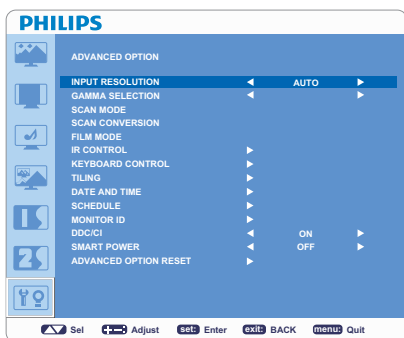 PHILIPS
ADVANCED OPTION
INPUT RESOLUTION AUTO
GAMMA SELECTION
SCAN MODE
SCAN CONVERSION
FILM MODE
IR CONTROL
KEYBOARD CONTROL
TILING
DATE AND TIME
SCHEDULE
MONITOR ID
DDC/CI ON
SMART POWER OFF
ADVANCED OPTION RESET
Sel Adjust set: Enter exit: BACK menu: Quit